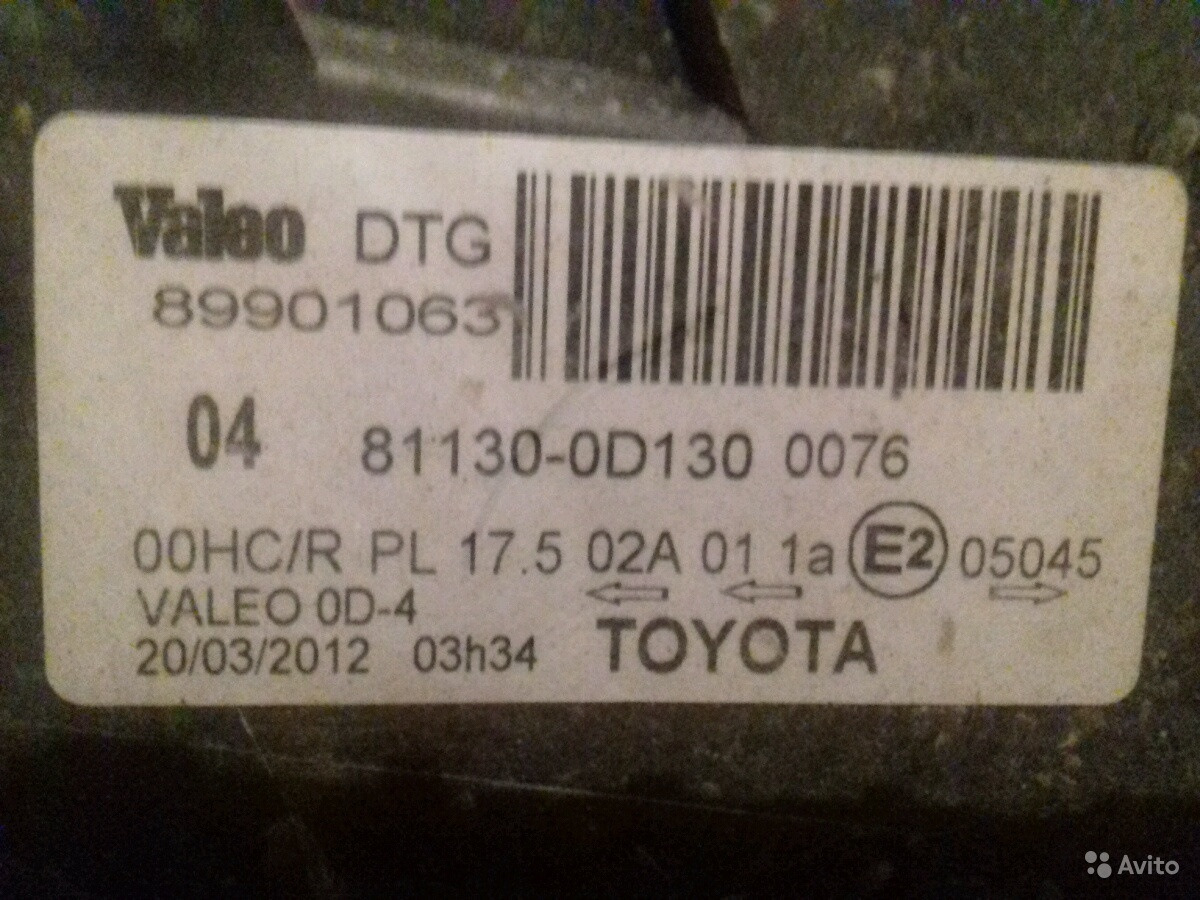 Valeo DTG
89901063
04 81130-0D130 0076
00HC/R PL 17.5 02A 01 1a E2 05045
VALEO 0D-4
20/03/2012 03h34 TOYOTA
Avito